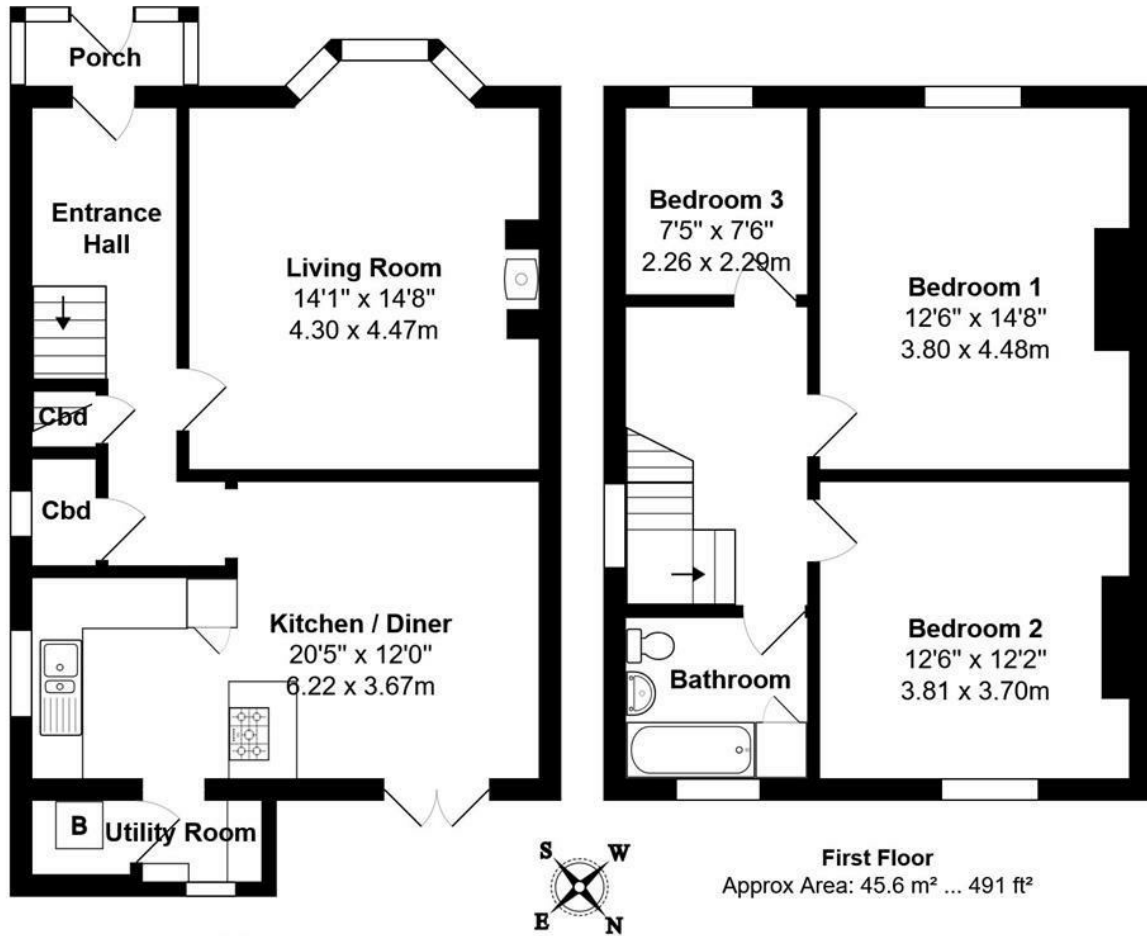 Porch
Entrance
Hall
Living Room
14'1" x 14'8"
4.30 x 4.47m
Cbd
Cbd
Kitchen / Diner
20'5" x 12'0"
6.22 x 3.67m
B
Utility Room
Bedroom 3
7'5" x 7'6"
2.26 x 2.29m
Bedroom 1
12'6" x 14'8"
3.80 x 4.48m
Bedroom 2
12'6" x 12'2"
3.81 x 3.70m
Bathroom
S W
E N
First Floor
Approx Area: 45.6 m² ... 491 ft²